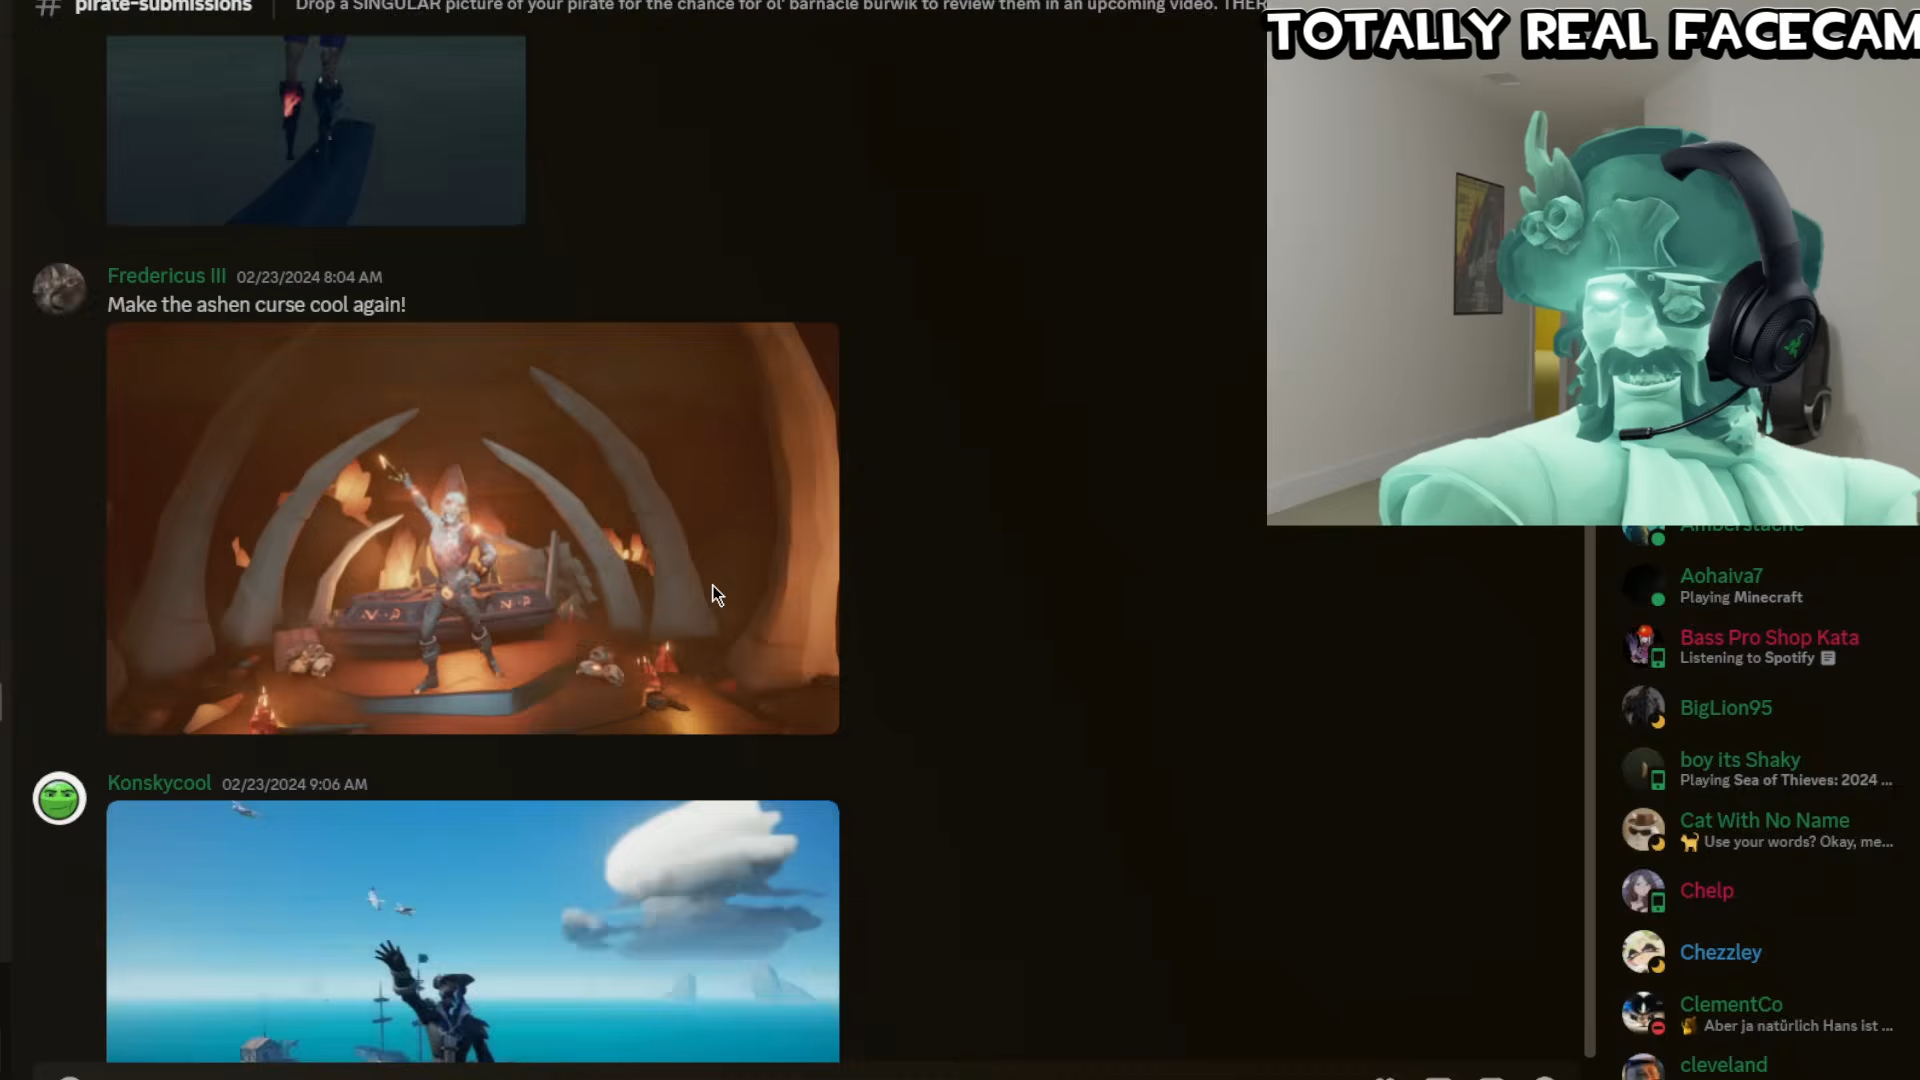 # pirate-submissions
Drop a SINGULAR picture of your pirate for the chance for ol' barnacle burwik to review them in an upcoming video. THER
TOTALLY REAL FACECAM
Fredericus III 02/23/2024 8:04 AM
Make the ashen curse cool again!
Konskycool 02/23/2024 9:06 AM
Amberstache
Aohaiva7
Playing Minecraft
Bass Pro Shop Kata
Listening to Spotify
BigLion95
boy its Shaky
Playing Sea of Thieves: 2024 ...
Cat With No Name
Use your words? Okay, me...
Chelp
Chezzley
ClementCo
Aber ja natürlich Hans ist ...
cleveland